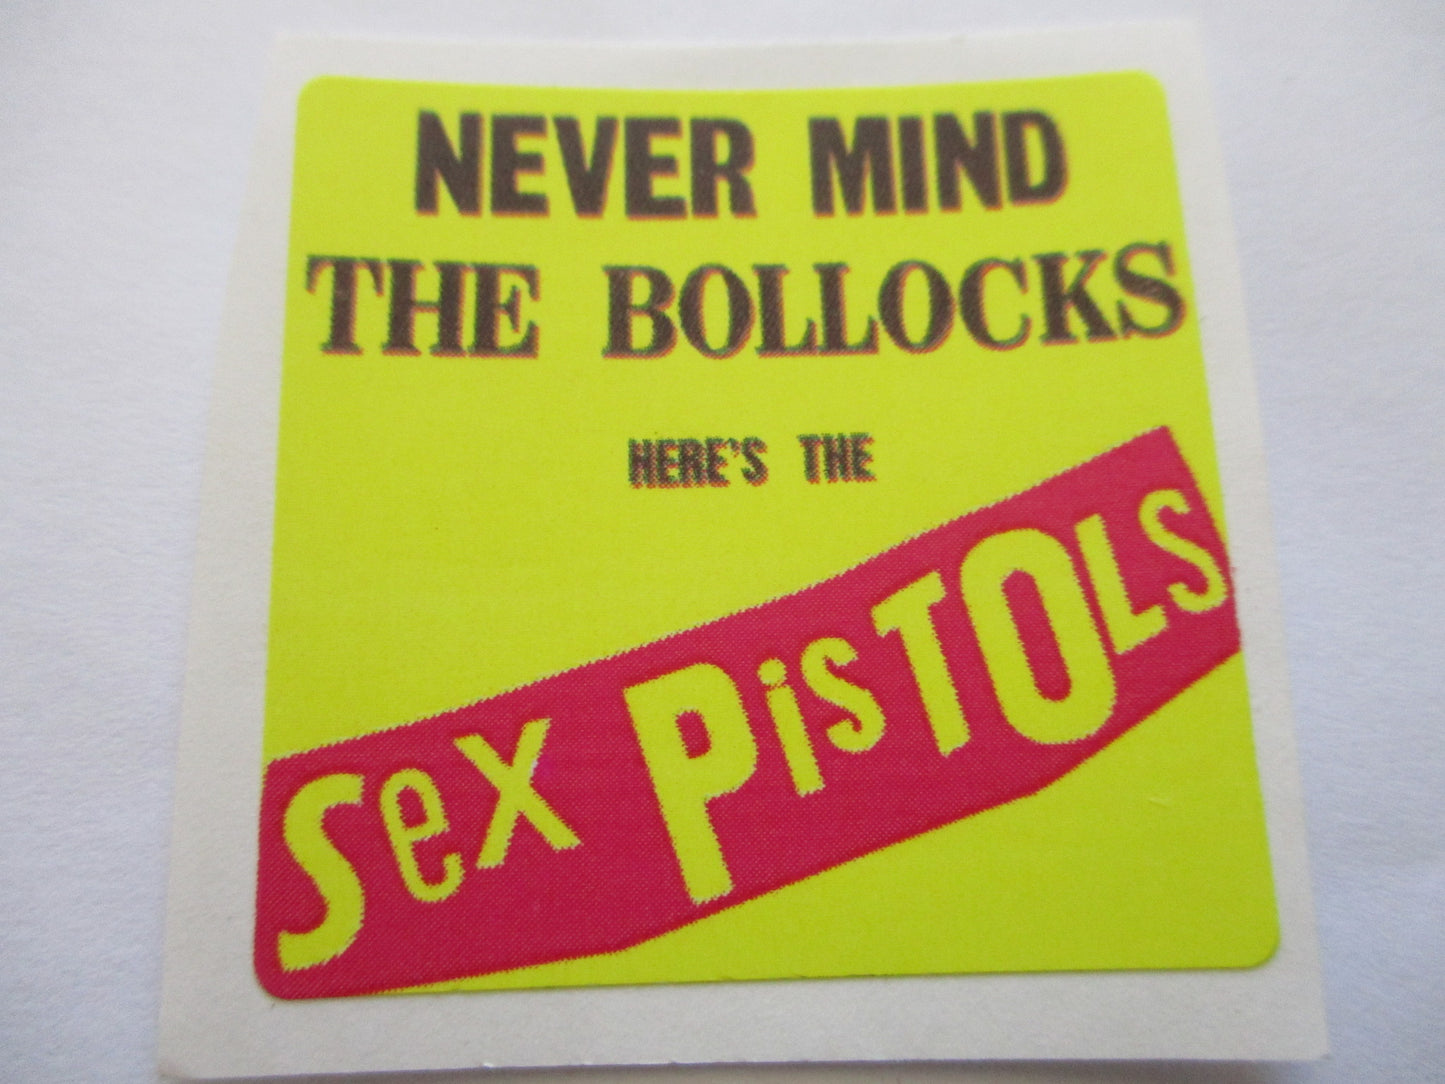 NEVER MIND
THE BOLLOCKS
HERE'S THE
Sex PiSTOLS